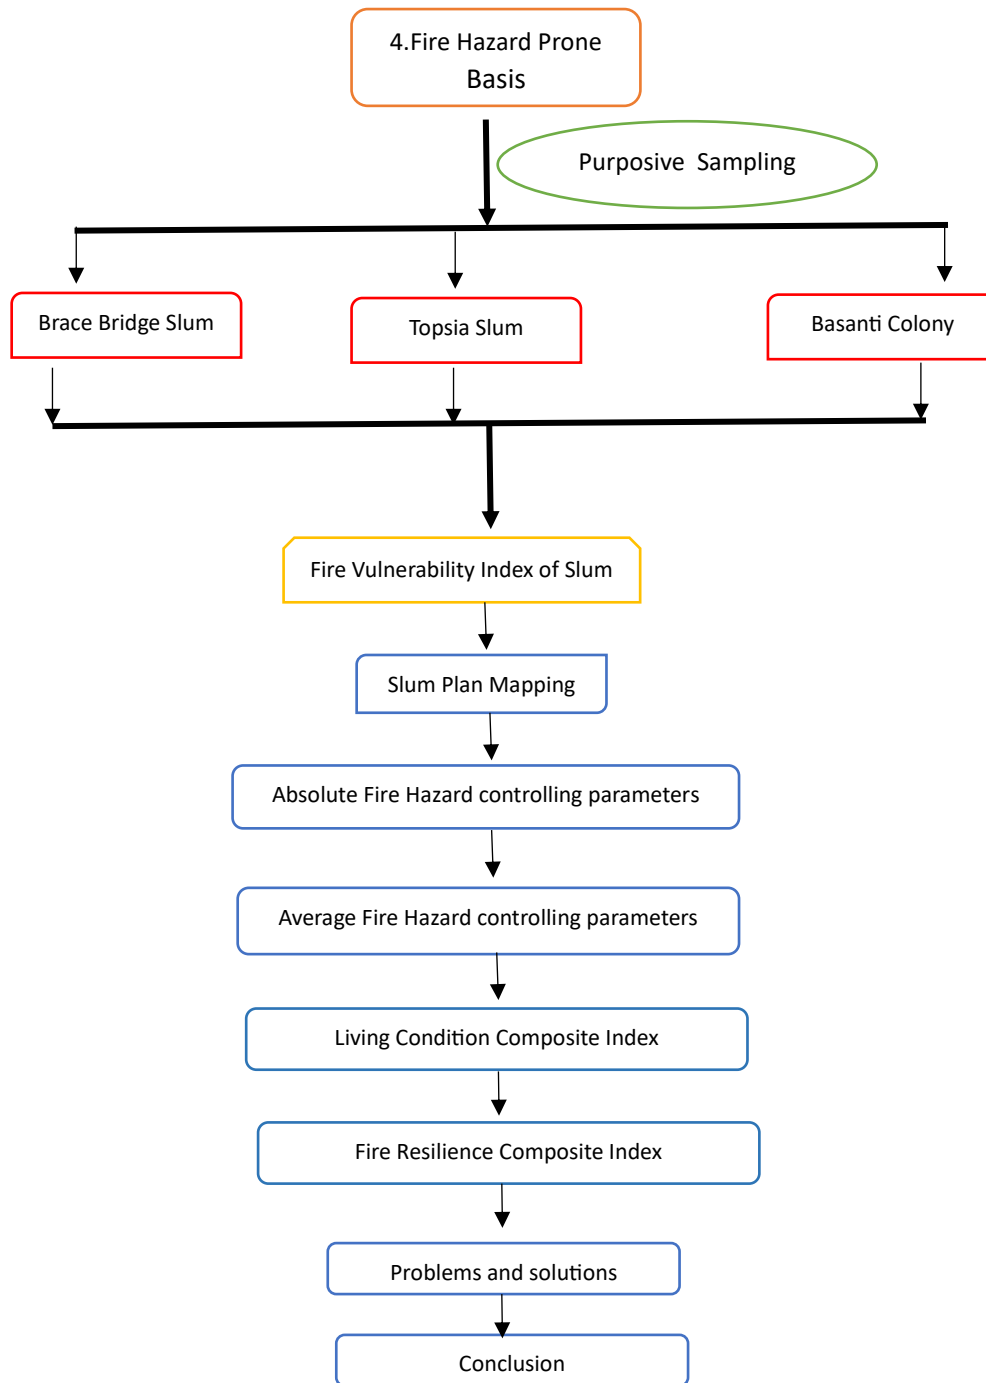 4.Fire Hazard Prone
Basis
Purposive Sampling
Brace Bridge Slum
Topsia Slum
Basanti Colony
Fire Vulnerability Index of Slum
Slum Plan Mapping
Absolute Fire Hazard controlling parameters
Average Fire Hazard controlling parameters
Living Condition Composite Index
Fire Resilience Composite Index
Problems and solutions
Conclusion